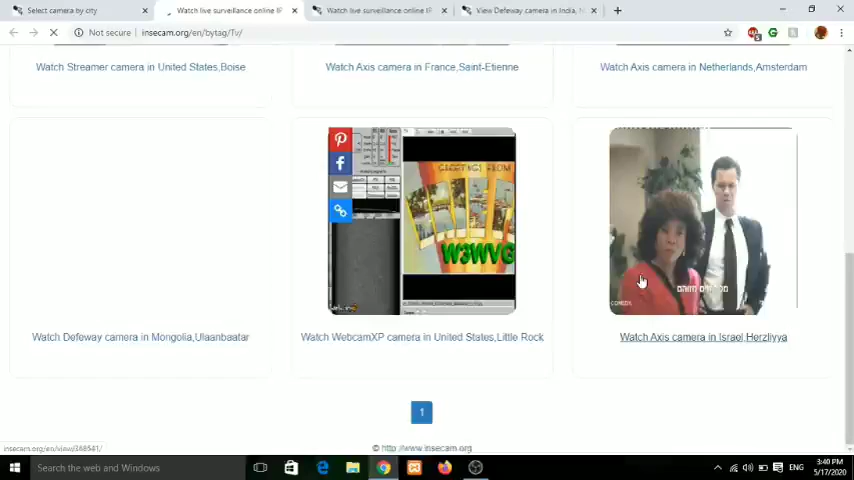 Select camera by city
Watch live surveillance online IP
Watch live surveillance online IP
View Defeway camera in India, N
Not secure
insecam.org/en/bytag/Tv/
Watch Streamer camera in United States,Boise
Watch Axis camera in France,Saint-Etienne
Watch Axis camera in Netherlands,Amsterdam
GREETINGS FROM
W3WVG
COMEDY
Watch Defeway camera in Mongolia,Ulaanbaatar
Watch WebcamXP camera in United States,Little Rock
Watch Axis camera in Israel,Herzliyya
1
insecam.org/en/view/368541/
© http://www.insecam.org
Search the web and Windows
ENG
3:40 PM
5/17/2020